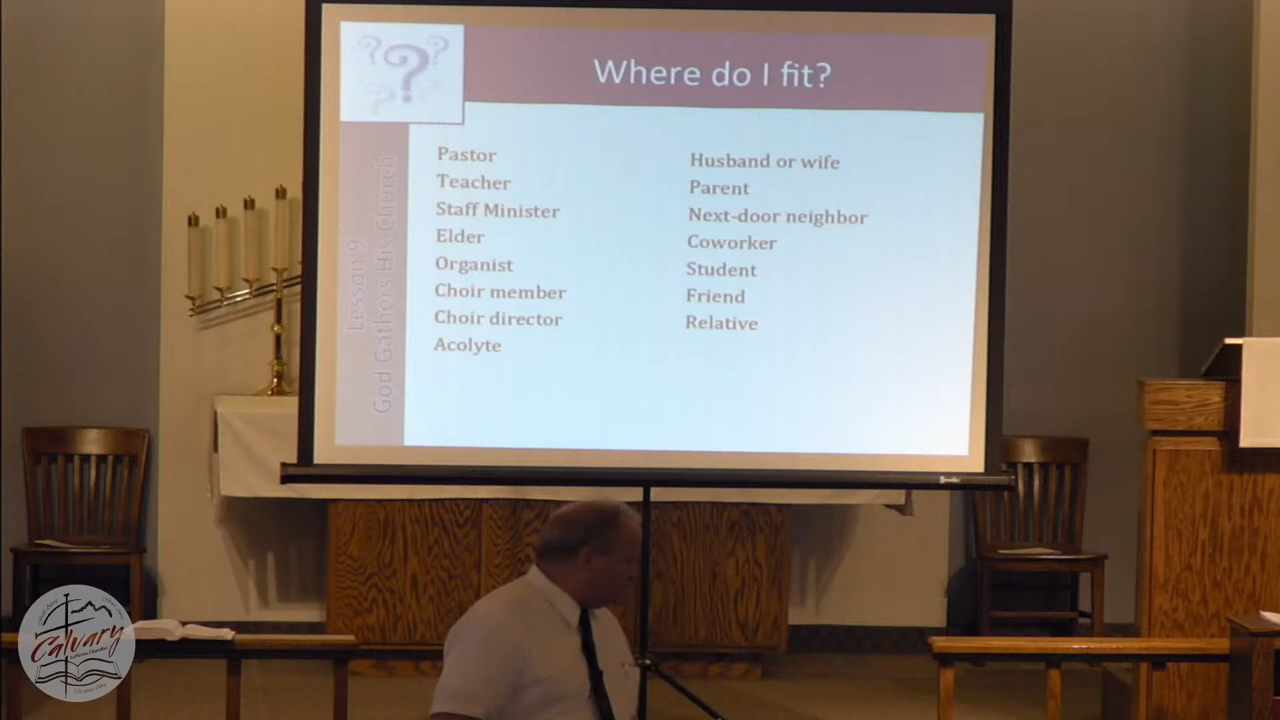 Where do I fit?
Lesson 9
God Gathers His Church
Pastor
Teacher
Staff Minister
Elder
Organist
Choir member
Choir director
Acolyte
Husband or wife
Parent
Next-door neighbor
Coworker
Student
Friend
Relative
Calvary